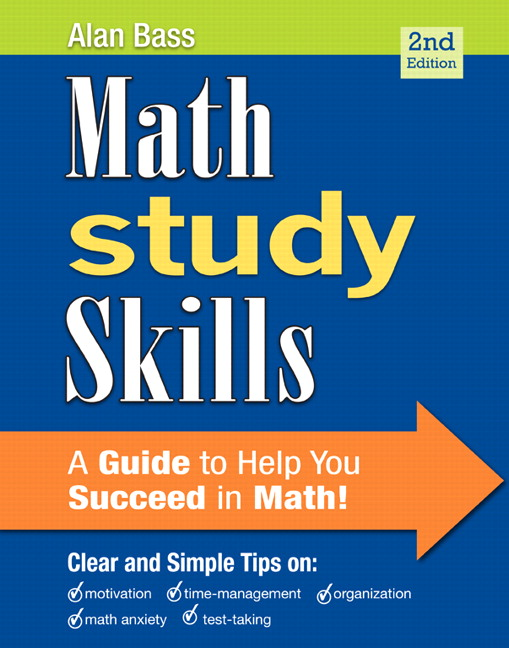 Alan Bass
2nd
Edition
Math
study
Skills
A Guide to Help You
Succeed in Math!
Clear and Simple Tips on:
motivation time-management organization
math anxiety test-taking